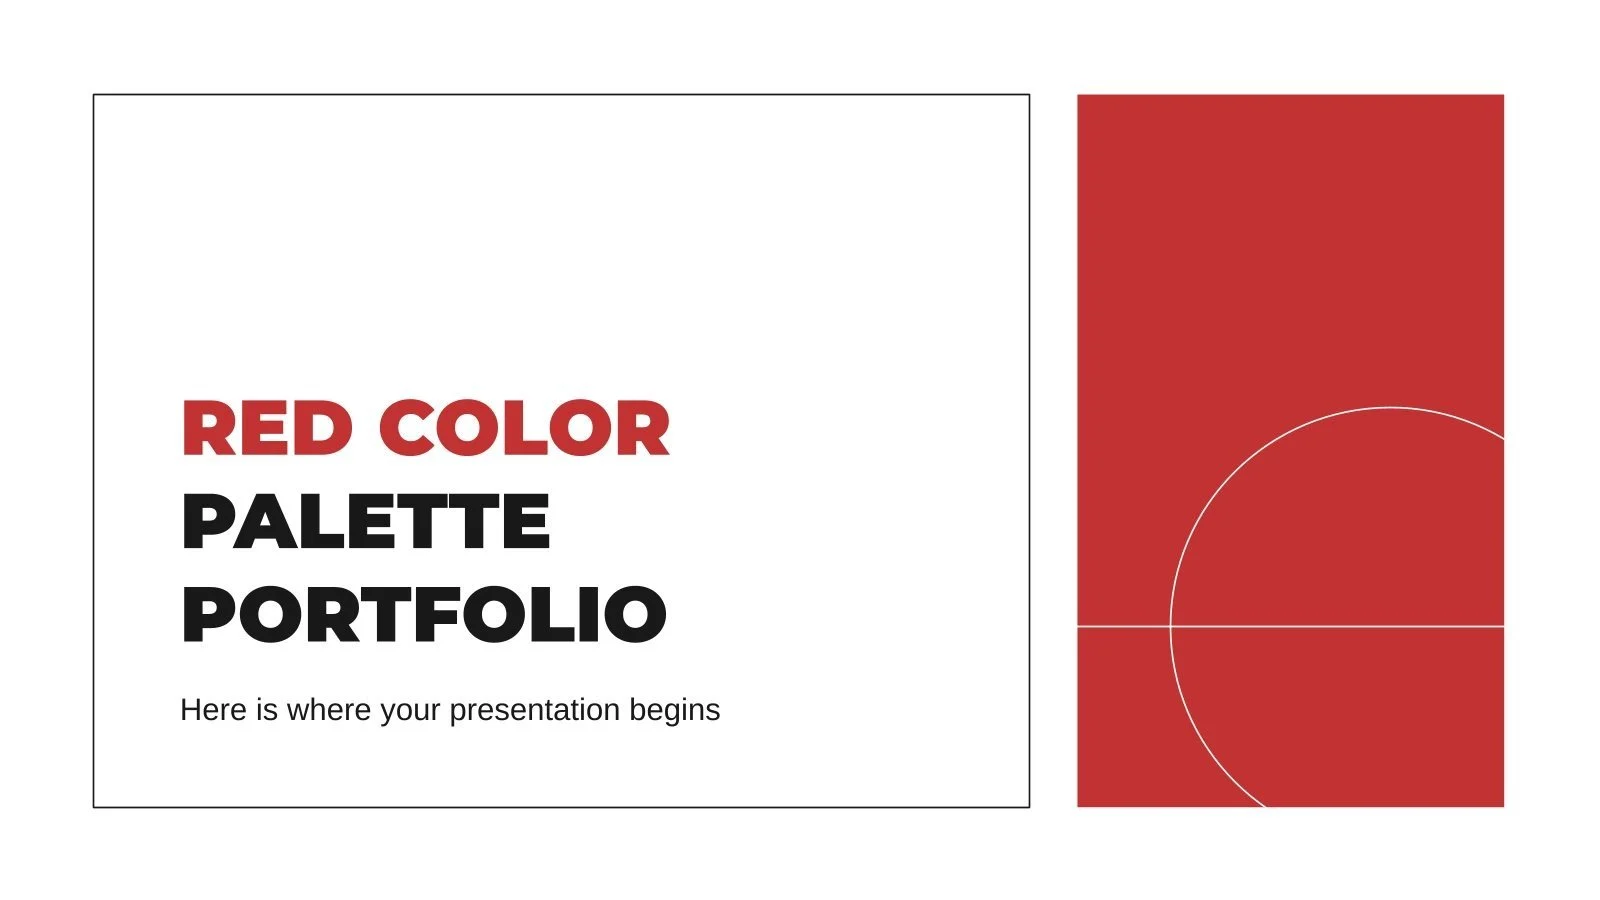 RED COLOR
PALETTE
PORTFOLIO
Here is where your presentation begins